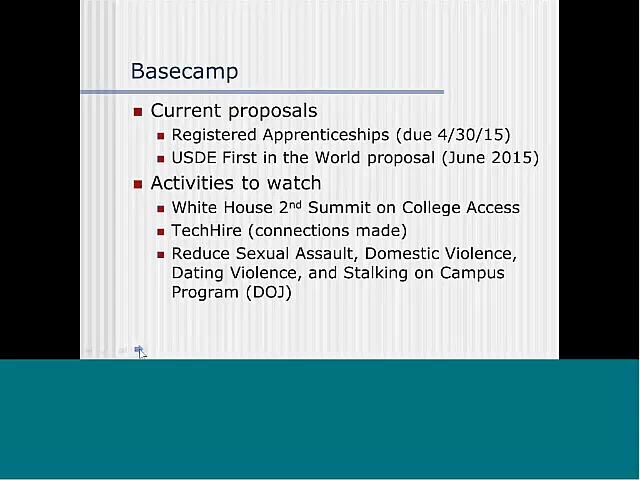 Basecamp
Current proposals
Registered Apprenticeships (due 4/30/15)
USDE First in the World proposal (June 2015)
Activities to watch
White House 2nd Summit on College Access
TechHire (connections made)
Reduce Sexual Assault, Domestic Violence,
Dating Violence, and Stalking on Campus
Program (DOJ)